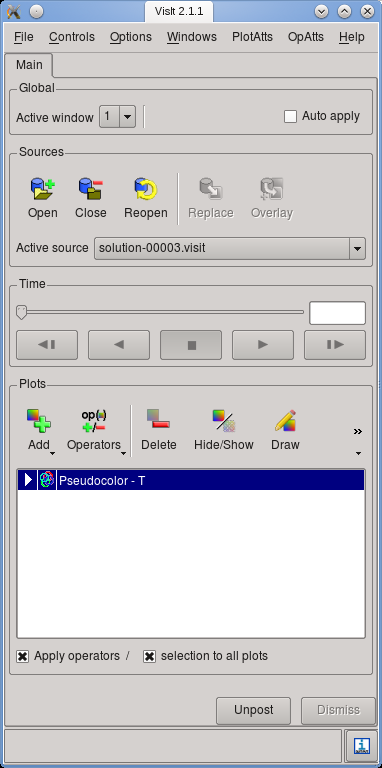 VisIt 2.1.1
File Controls Options Windows PlotAtts OpAtts Help
Main
Global
Active window 1 Auto apply
Sources
Open Close Reopen Replace Overlay
Active source solution-00003.visit
Time
Plots
op(·)
+/-
Add Operators Delete Hide/Show Draw »
Pseudocolor - T
Apply operators / selection to all plots
Unpost Dismiss